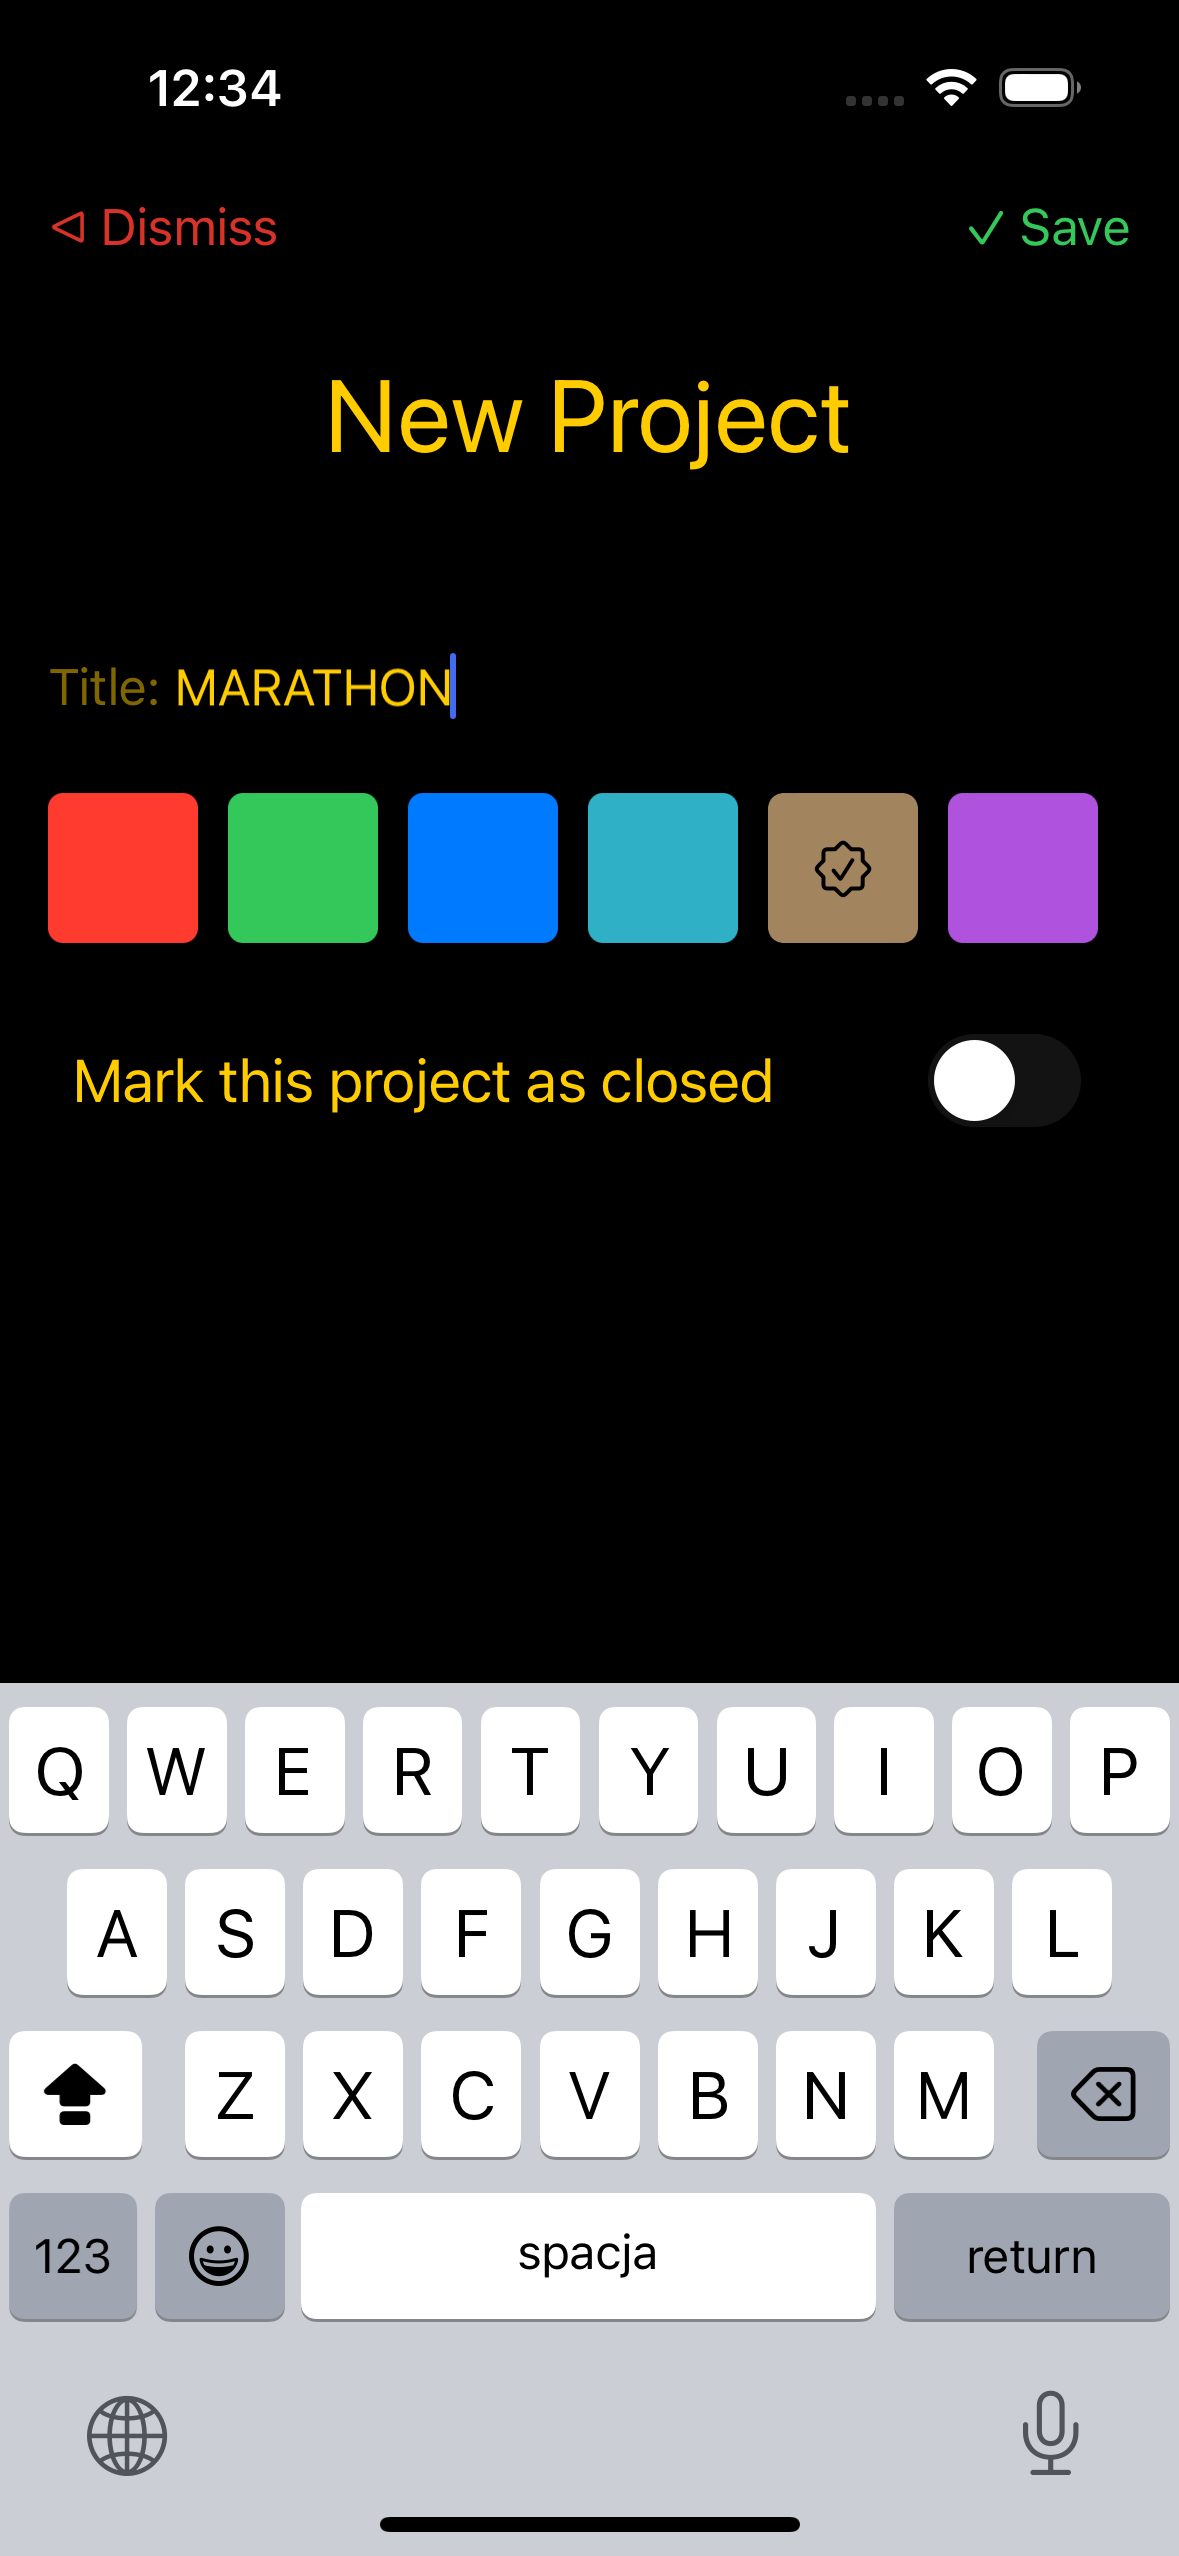 12:34
Dismiss
Save
New Project
Title: MARATHON
Mark this project as closed
Q W E R T Y U I O P
A S D F G H J K L
Z X C V B N M
123
spacja
return